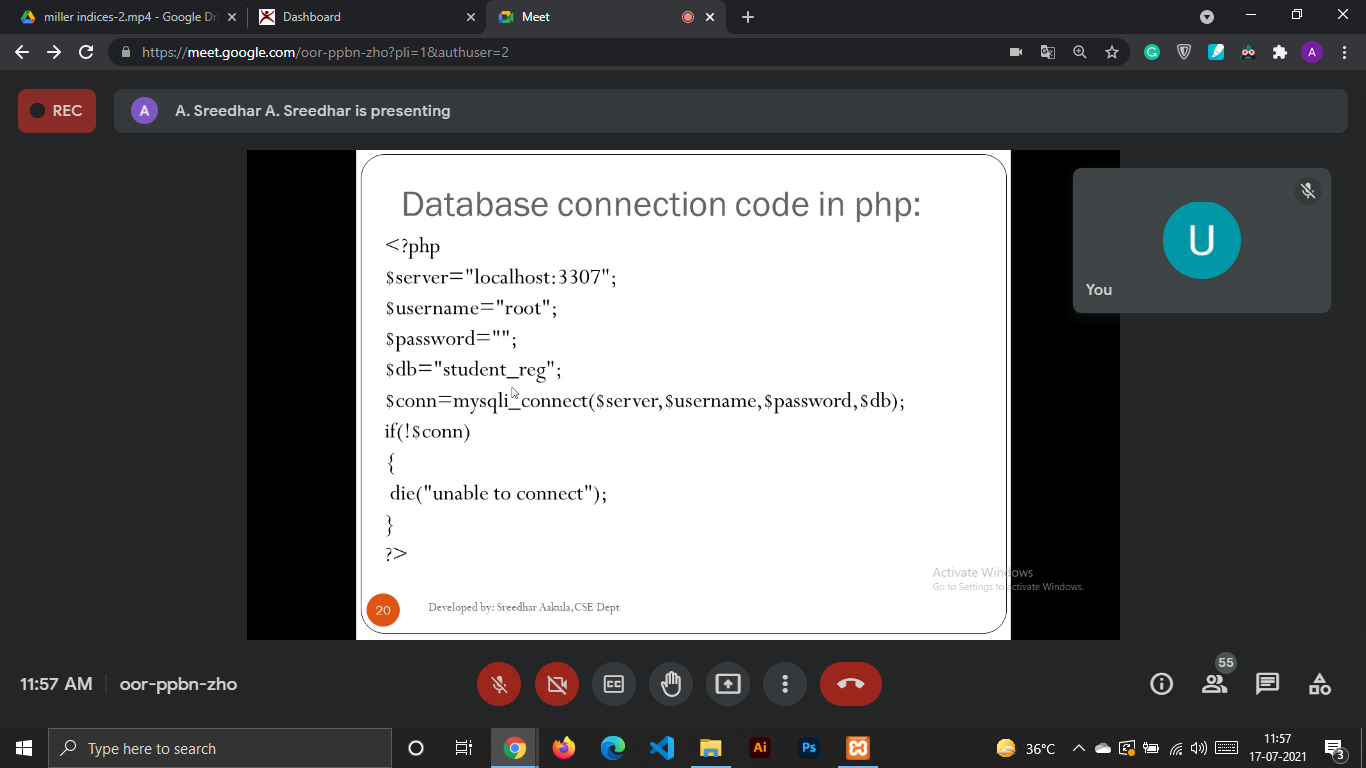 miller indices-2.mp4 - Google Dri
Dashboard
Meet
https://meet.google.com/oor-ppbn-zho?pli=1&authuser=2
A
REC
A
A. Sreedhar A. Sreedhar is presenting
Database connection code in php:
<?php
$server="localhost:3307";
$username="root";
$password="";
$db="student_reg";
$conn=mysqli_connect($server,$username,$password,$db);
if(!$conn)
{
die("unable to connect");
}
?>
20
Developed by: Sreedhar Aakula,CSE Dept
U
You
Activate Windows
Go to Settings to activate Windows.
11:57 AM
oor-ppbn-zho
CC
55
Type here to search
Ai
Ps
36°C
11:57
17-07-2021
3